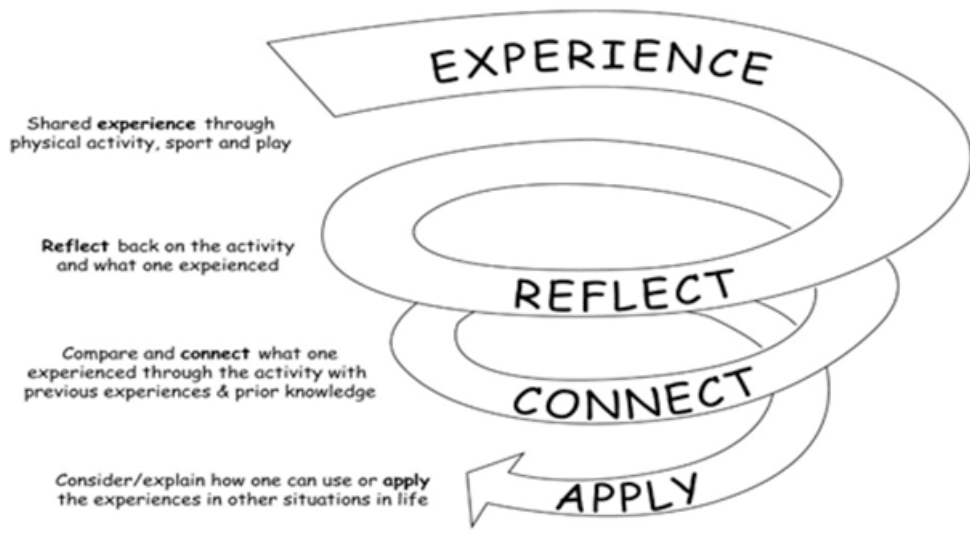 EXPERIENCE
Shared experience through
physical activity, sport and play
Reflect back on the activity
and what one expeienced
REFLECT
Compare and connect what one
experienced through the activity with
previous experiences & prior knowledge
CONNECT
Consider/explain how one can use or apply
the experiences in other situations in life
APPLY